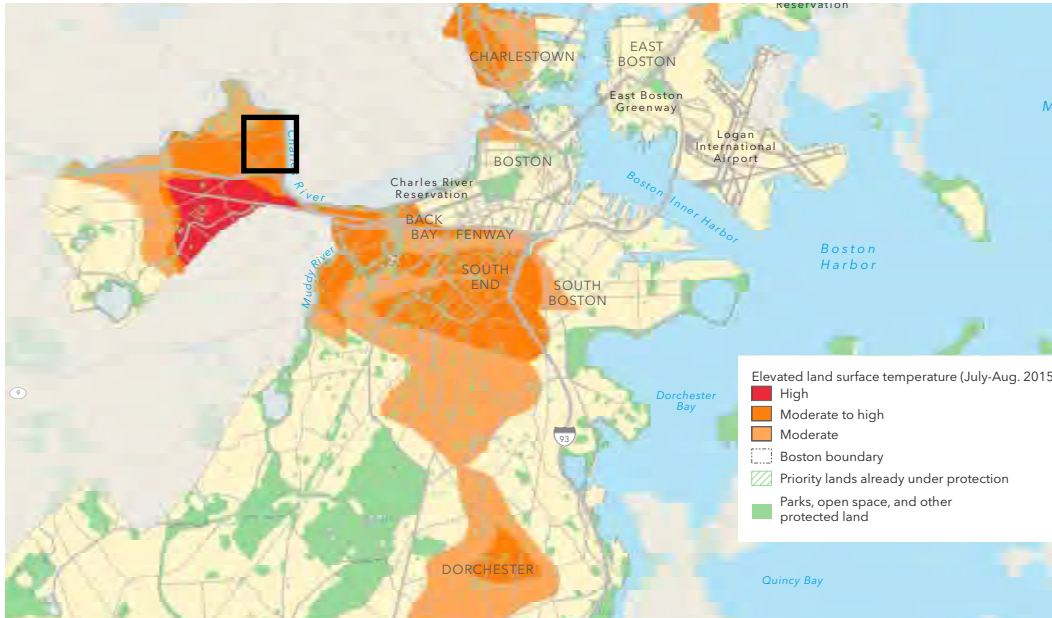 Reservation
CHARLESTOWN
EAST
BOSTON
East Boston
Greenway
M
Logan
International
Airport
BOSTON
Charles River
Reservation
River
Boston Inner Harbor
BACK
BAY
FENWAY
Muddy River
SOUTH
END
SOUTH
BOSTON
Boston
Harbor
9
Dorchester
Bay
93
Elevated land surface temperature (July-Aug. 2015
High
Moderate to high
Moderate
Boston boundary
Priority lands already under protection
Parks, open space, and other
protected land
DORCHESTER
Quincy Bay